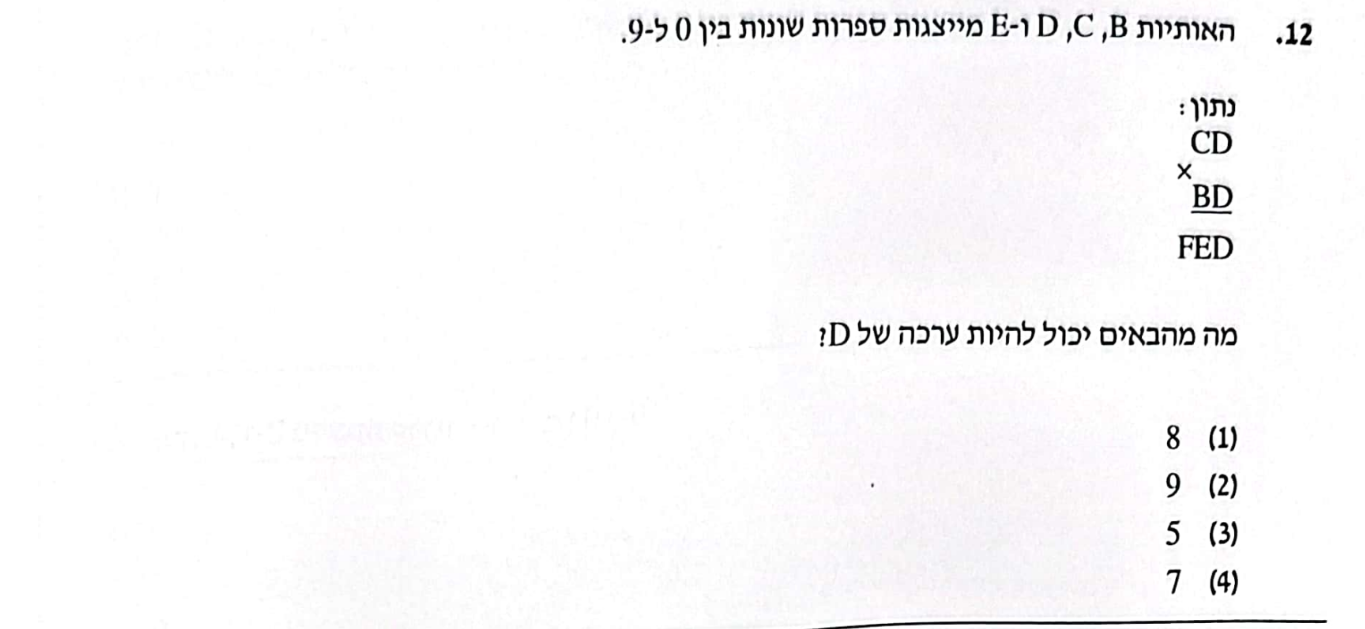 12. האותיות B, C, D ו-E מייצגות ספרות שונות בין 0 ל-9.
נתון:
CD
×
BD
FED
מה מהבאים יכול להיות ערכה של D?
(1) 8
(2) 9
(3) 5
(4) 7